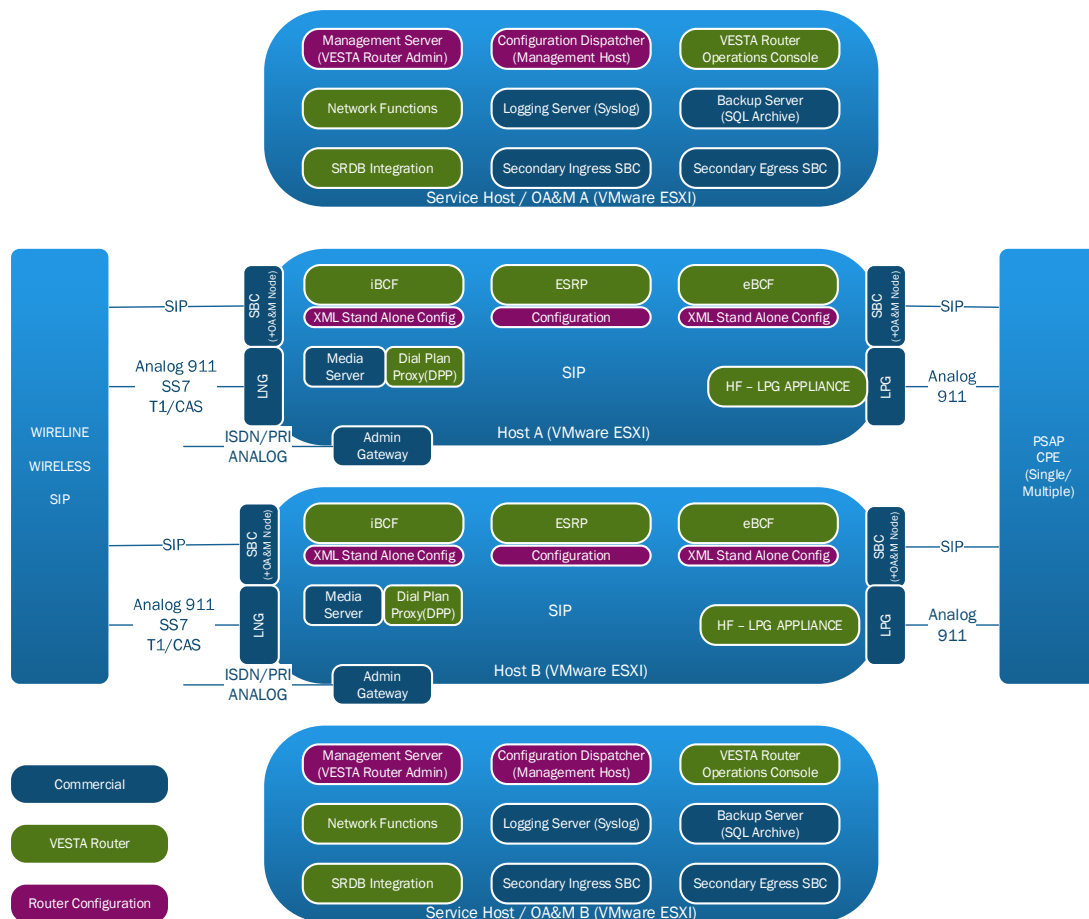 Management Server
(VESTA Router Admin)
Configuration Dispatcher
(Management Host)
VESTA Router
Operations Console
Network Functions
Logging Server (Syslog)
Backup Server
(SQL Archive)
SRDB Integration
Secondary Ingress SBC
Secondary Egress SBC
Service Host / OA&M A (VMware ESXI)
WIRELINE
WIRELESS
SIP
SIP
Analog 911
SS7
T1/CAS
ISDN/PRI
ANALOG
SBC
(+OA&M Node)
LNG
iBCF
XML Stand Alone Config
ESRP
Configuration
eBCF
XML Stand Alone Config
Media
Server
Dial Plan
Proxy(DPP)
SIP
HF – LPG APPLIANCE
Admin
Gateway
Host A (VMware ESXI)
SBC
(+OA&M Node)
LPG
SIP
Analog
911
PSAP
CPE
(Single/
Multiple)
SIP
Analog 911
SS7
T1/CAS
ISDN/PRI
ANALOG
SBC
(+OA&M Node)
LNG
iBCF
XML Stand Alone Config
ESRP
Configuration
eBCF
XML Stand Alone Config
Media
Server
Dial Plan
Proxy(DPP)
SIP
HF – LPG APPLIANCE
Admin
Gateway
Host B (VMware ESXI)
SBC
(+OA&M Node)
LPG
SIP
Analog
911
Management Server
(VESTA Router Admin)
Configuration Dispatcher
(Management Host)
VESTA Router
Operations Console
Network Functions
Logging Server (Syslog)
Backup Server
(SQL Archive)
SRDB Integration
Secondary Ingress SBC
Secondary Egress SBC
Service Host / OA&M B (VMware ESXI)
Commercial
VESTA Router
Router Configuration